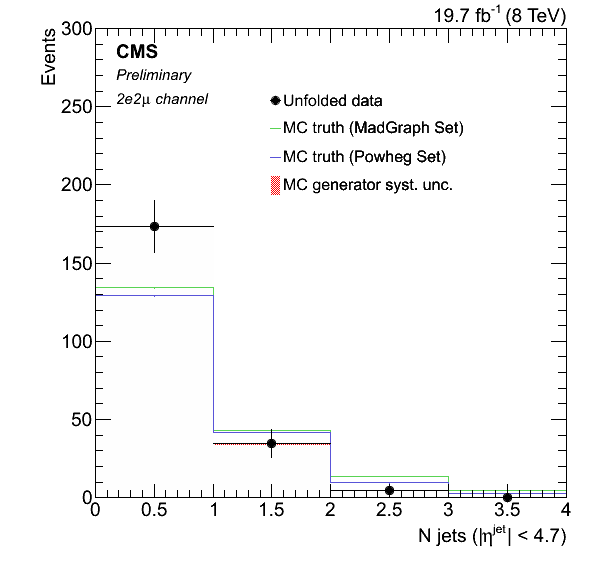 19.7 fb⁻¹ (8 TeV)
Events
CMS
Preliminary
2e2μ channel
Unfolded data
MC truth (MadGraph Set)
MC truth (Powheg Set)
MC generator syst. unc.
300
250
200
150
100
50
0
0 0.5 1 1.5 2 2.5 3 3.5 4
N jets (|η^jet| < 4.7)